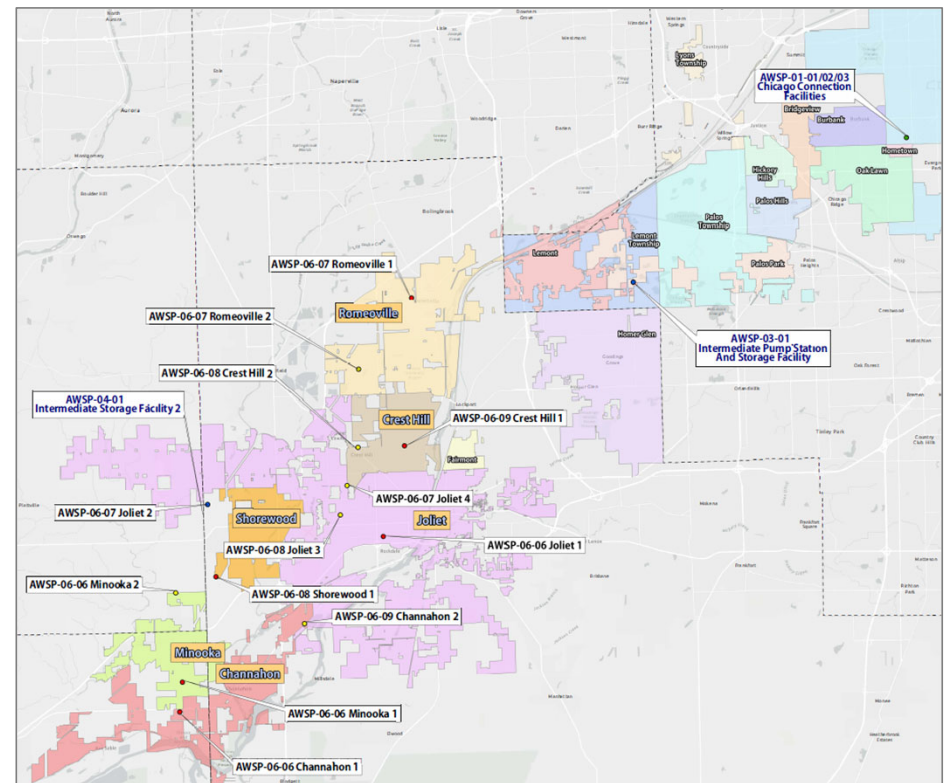 Naperville
Aurora
Woodridge
Bolingbrook
Lyons
Township
AWSP-01-01/02/03
Chicago Connection
Facilities
Bridgeview
Burbank
Hometown
Oak Lawn
Hickory
Hills
Palos Hills
Palos
Township
Palos Park
Lemont
Lemont
Township
AWSP-06-07 Romeoville 1
Romeoville
AWSP-06-07 Romeoville 2
AWSP-03-01
Intermediate Pump Station
And Storage Facility
Homer Glen
AWSP-06-08 Crest Hill 2
AWSP-04-01
Intermediate Storage Facility 2
Crest Hill
AWSP-06-09 Crest Hill 1
Fairmont
AWSP-06-07 Joliet 4
AWSP-06-07 Joliet 2
Shorewood
Joliet
AWSP-06-08 Joliet 3
AWSP-06-06 Joliet 1
AWSP-06-06 Minooka 2
AWSP-06-08 Shorewood 1
AWSP-06-09 Channahon 2
Minooka
Channahon
AWSP-06-06 Minooka 1
AWSP-06-06 Channahon 1